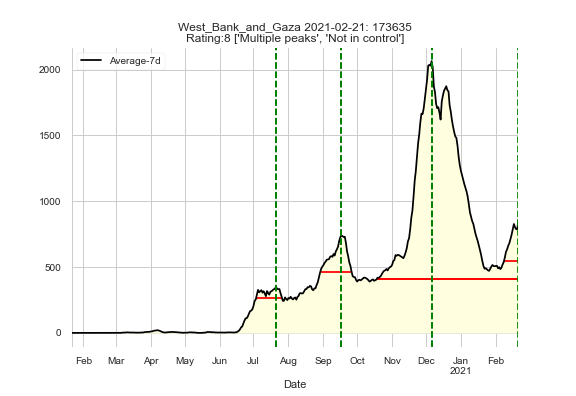 West_Bank_and_Gaza 2021-02-21: 173635
Rating:8 ['Multiple peaks', 'Not in control']
Average-7d
2000
1500
1000
500
0
Feb Mar Apr May Jun Jul Aug Sep Oct Nov Dec Jan Feb
2021
Date